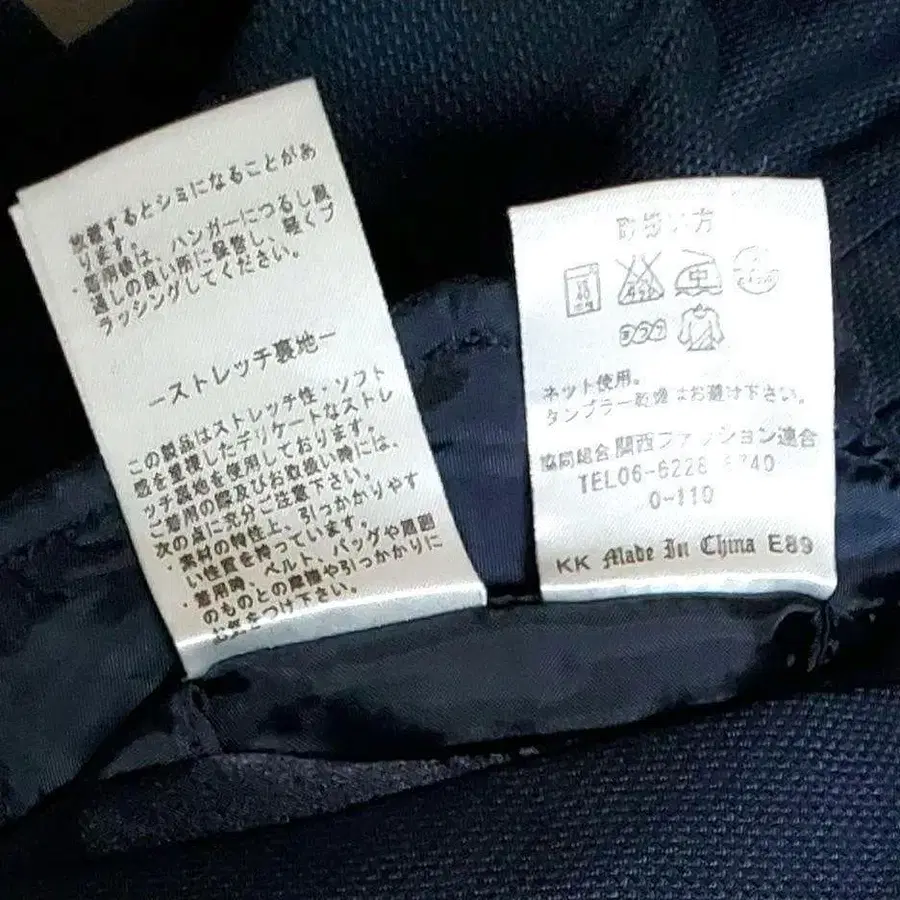 放置するとシミになることがあ
ります。
・着用後は、ハンガーにつるし風
通しの良い所に保管し、軽くブ
ラッシングしてください。
ーストレッチ裏地ー
この製品はストレッチ性・ソフト
感を重視したデリケートなストレ
ッチ裏地を使用しております。
ご着用の際及びお取扱い時には、
次の点に充分ご注意下さい。
・素材の特性上、引っかかりやす
い性質を持っています。
・着用時、ベルト、バッグや周囲
のものとの摩擦や引っかかりに
お気をつけ下さい。
取扱い方
中
ネット使用。
タンブラー乾燥はお避け下さい。
協同組合関西ファッション連合
TEL06-6228
0-110
KK Made In China E89